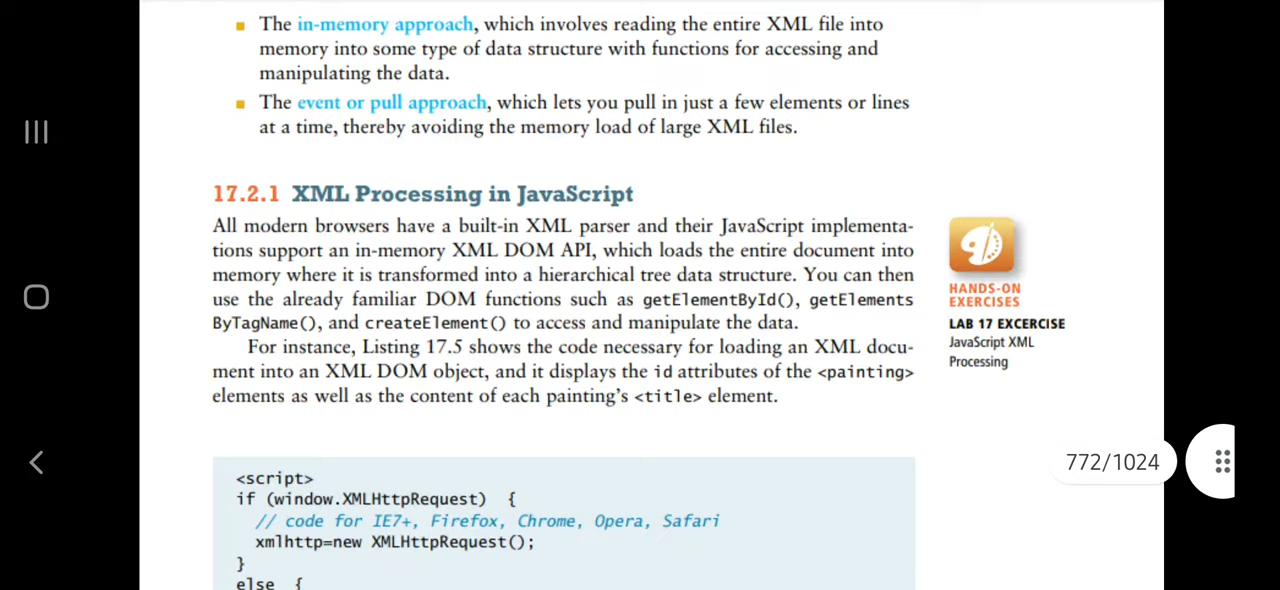 The in-memory approach, which involves reading the entire XML file into
memory into some type of data structure with functions for accessing and
manipulating the data.
The event or pull approach, which lets you pull in just a few elements or lines
at a time, thereby avoiding the memory load of large XML files.
17.2.1 XML Processing in JavaScript
All modern browsers have a built-in XML parser and their JavaScript implementa-
tions support an in-memory XML DOM API, which loads the entire document into
memory where it is transformed into a hierarchical tree data structure. You can then
use the already familiar DOM functions such as getElementById(), getElements
ByTagName(), and createElement() to access and manipulate the data.
For instance, Listing 17.5 shows the code necessary for loading an XML docu-
ment into an XML DOM object, and it displays the id attributes of the <painting>
elements as well as the content of each painting's <title> element.
HANDS-ON
EXERCISES
LAB 17 EXCERCISE
JavaScript XML
Processing
772/1024
<script>
if (window.XMLHttpRequest) {
// code for IE7+, Firefox, Chrome, Opera, Safari
xmlhttp=new XMLHttpRequest();
}
else {